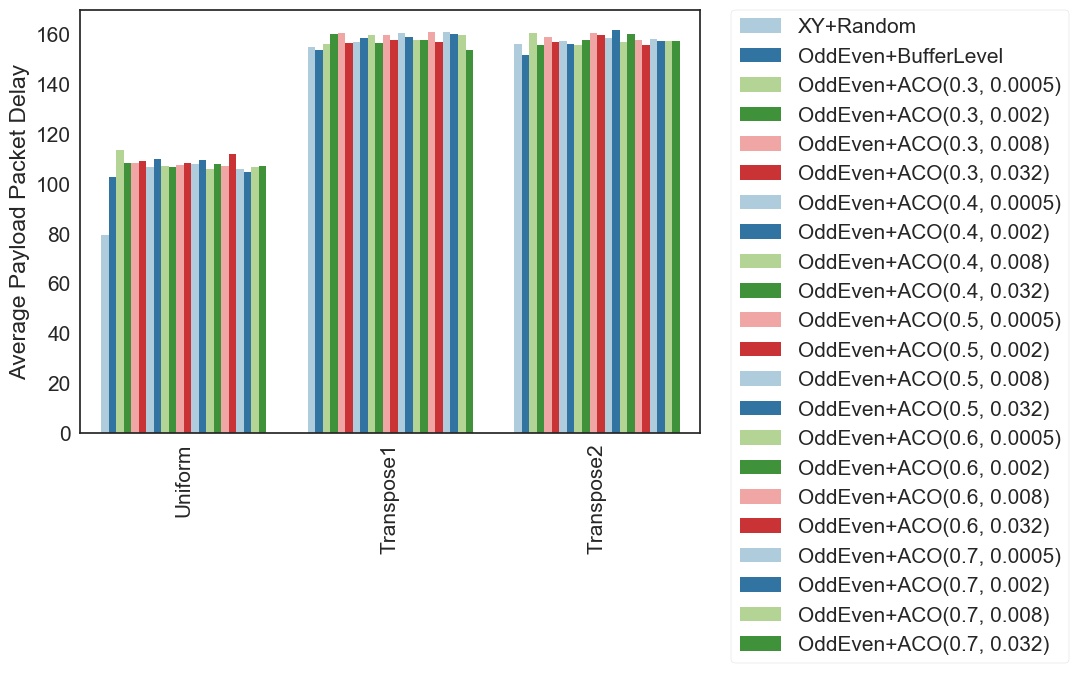 Average Payload Packet Delay
160
140
120
100
80
60
40
20
0
Uniform
Transpose1
Transpose2
XY+Random
OddEven+BufferLevel
OddEven+ACO(0.3, 0.0005)
OddEven+ACO(0.3, 0.002)
OddEven+ACO(0.3, 0.008)
OddEven+ACO(0.3, 0.032)
OddEven+ACO(0.4, 0.0005)
OddEven+ACO(0.4, 0.002)
OddEven+ACO(0.4, 0.008)
OddEven+ACO(0.4, 0.032)
OddEven+ACO(0.5, 0.0005)
OddEven+ACO(0.5, 0.002)
OddEven+ACO(0.5, 0.008)
OddEven+ACO(0.5, 0.032)
OddEven+ACO(0.6, 0.0005)
OddEven+ACO(0.6, 0.002)
OddEven+ACO(0.6, 0.008)
OddEven+ACO(0.6, 0.032)
OddEven+ACO(0.7, 0.0005)
OddEven+ACO(0.7, 0.002)
OddEven+ACO(0.7, 0.008)
OddEven+ACO(0.7, 0.032)